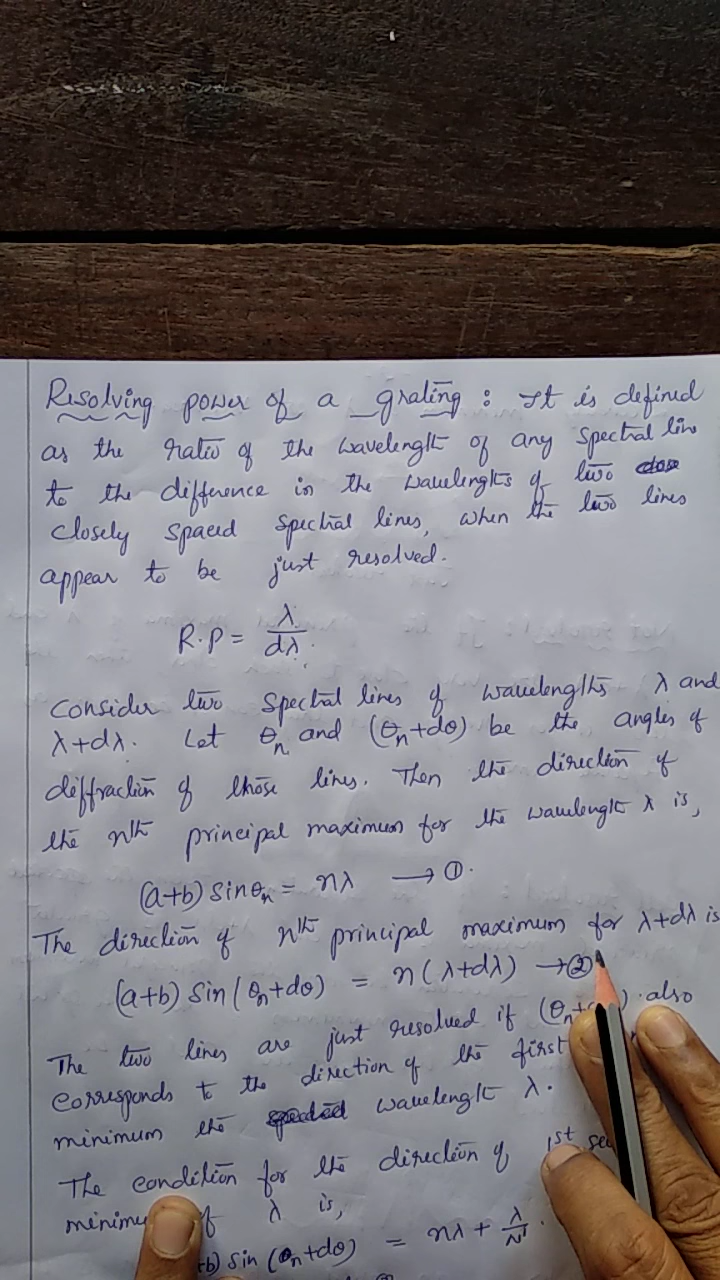 Resolving power of a grating : It is defined
as the ratio of the wavelength of any spectral line
to the difference in the wavelengths of two
closely spaced spectral lines, when the two lines
appear to be just resolved.
R.P = λ/dλ.
Consider two spectral lines of wavelengths λ and
λ+dλ. Let θn and (θn+dθ) be the angles of
diffraction of those lines. Then the direction of
the nth principal maximum for the wavelength λ is,
(a+b) sinθn = nλ → ①.
The direction of nth principal maximum for λ+dλ is
(a+b) sin(θn+dθ) = n(λ+dλ) → ②
The two lines are just resolved if (θn+ ) also
corresponds to the direction of the first
minimum the wavelength λ.
The condition for the direction of 1st
of λ is,
sin (θn+dθ) = nλ + λ/N.